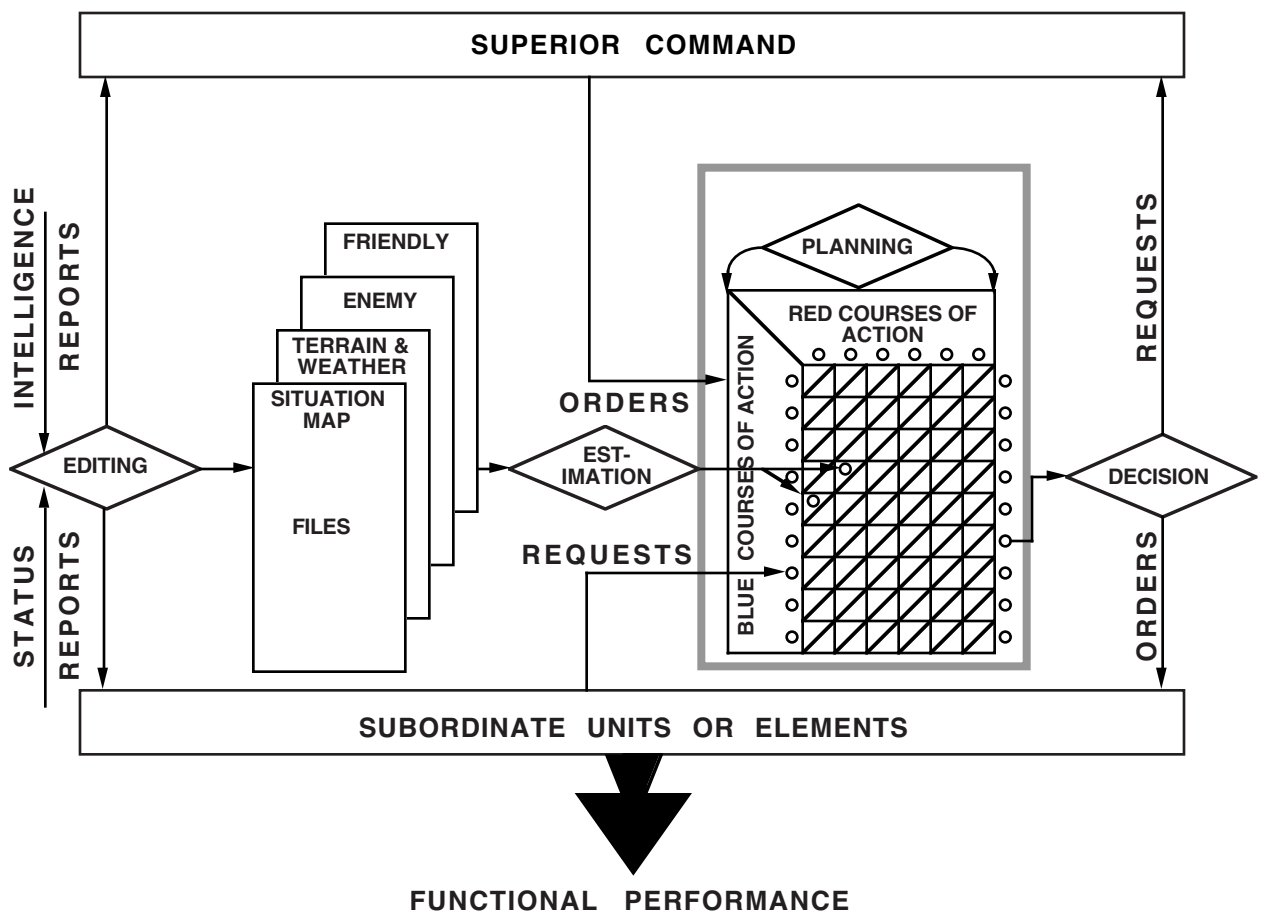 SUPERIOR COMMAND
INTELLIGENCE
REPORTS
STATUS
REPORTS
EDITING
FRIENDLY
ENEMY
TERRAIN &
WEATHER
SITUATION
MAP
FILES
ORDERS
EST-
IMATION
REQUESTS
PLANNING
RED COURSES OF
ACTION
BLUE COURSES OF ACTION
REQUESTS
DECISION
ORDERS
SUBORDINATE UNITS OR ELEMENTS
FUNCTIONAL PERFORMANCE